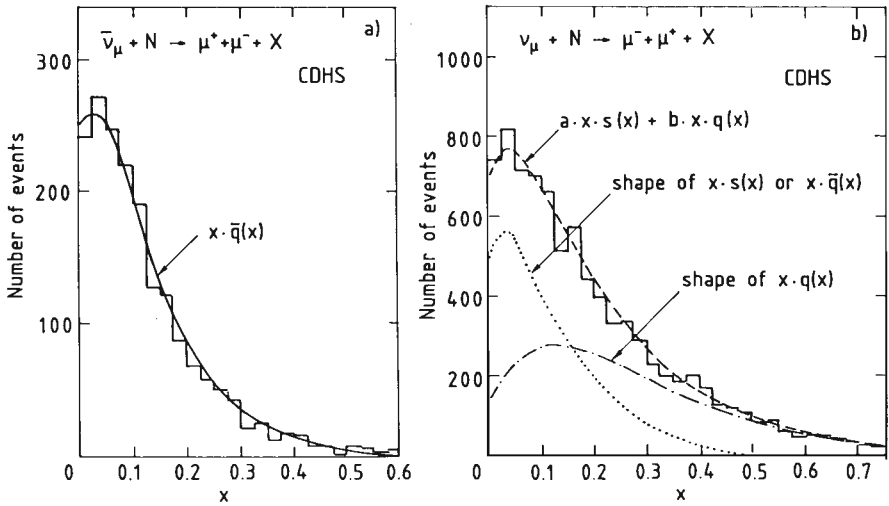 a)
ν̄μ + N → μ⁺ + μ⁻ + X
CDHS
300
200
100
Number of events
x · q̄(x)
0 0.1 0.2 0.3 0.4 0.5 0.6
x
b)
νμ + N → μ⁻ + μ⁺ + X
CDHS
1000
800
600
400
200
Number of events
a · x · s(x) + b · x · q(x)
shape of x · s(x) or x · q̄(x)
shape of x · q(x)
0 0.1 0.2 0.3 0.4 0.5 0.6 0.7
x